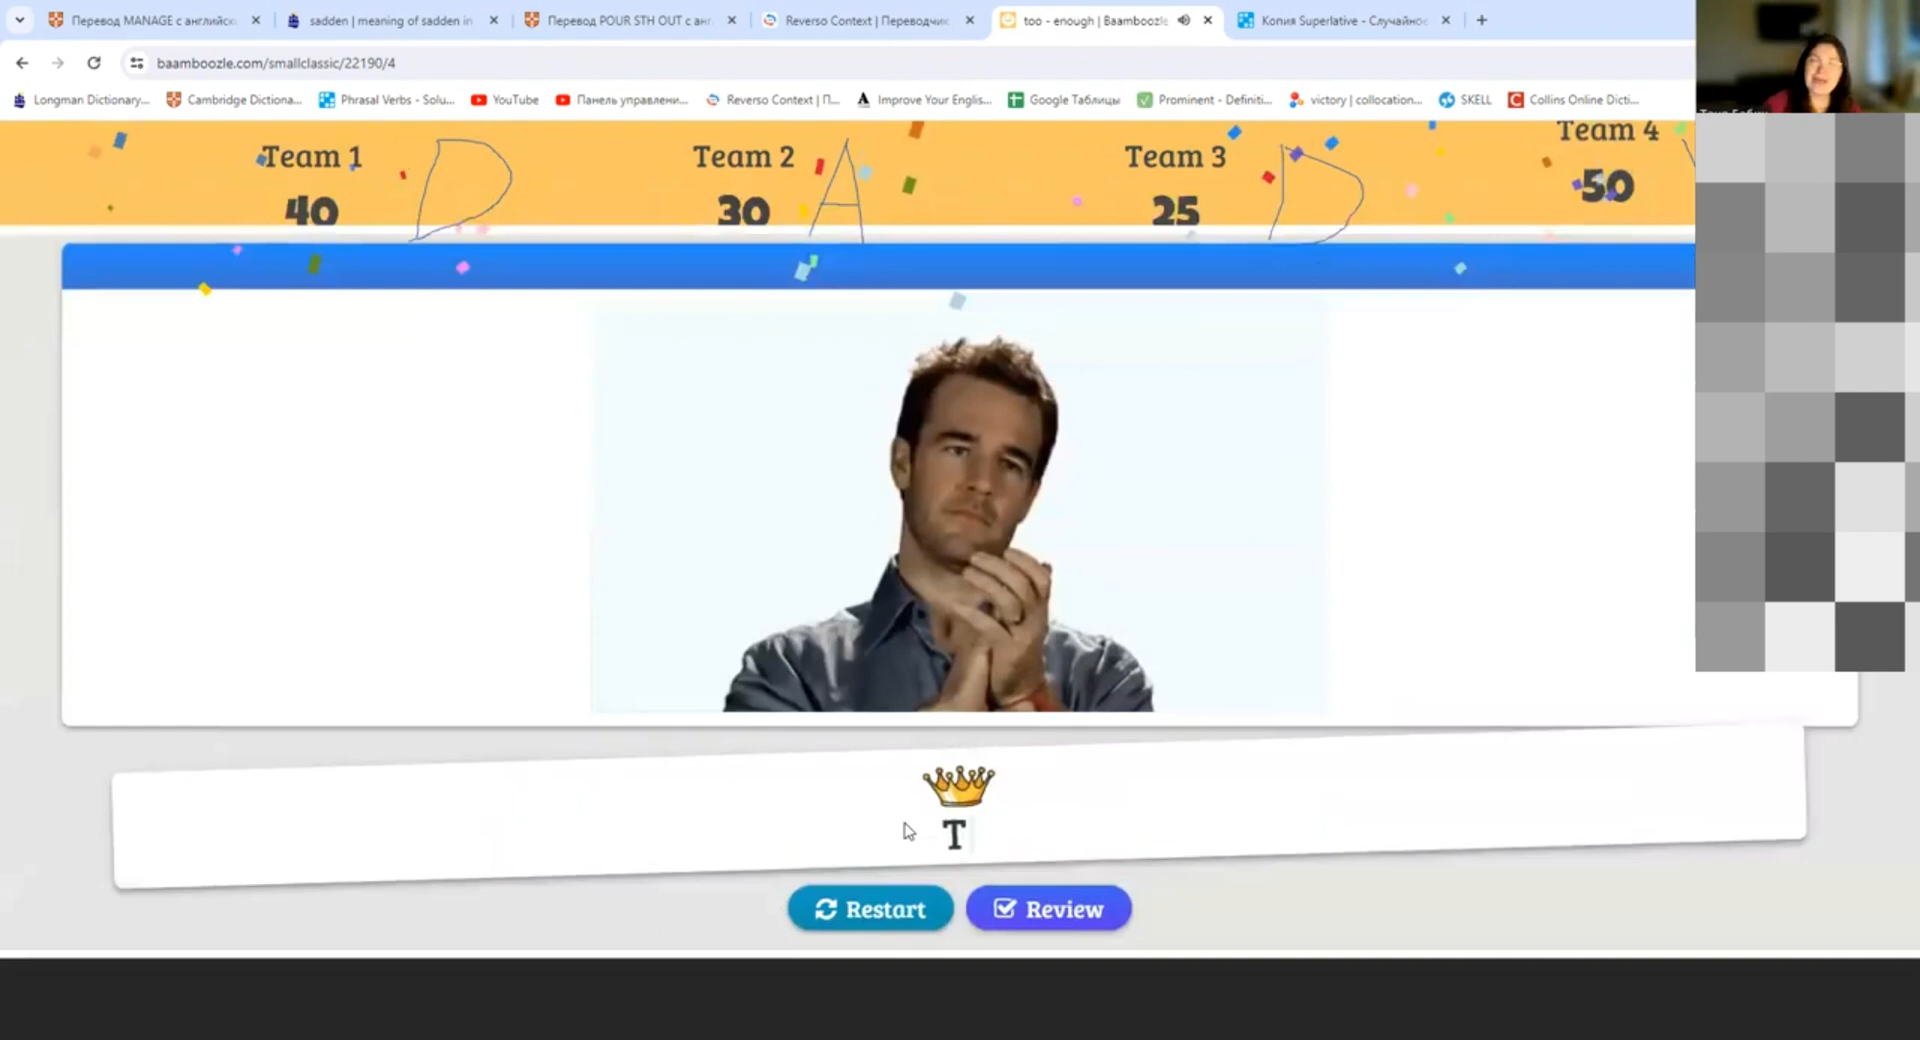 Перевод MANAGE с английск
sadden | meaning of sadden in
Перевод POUR STH OUT с анг
Reverso Context | Переводчик
too - enough | Baamboozle
Копия Superlative - Случайно
baamboozle.com/smallclassic/22190/4
Longman Dictionary...
Cambridge Dictiona...
Phrasal Verbs - Solu...
YouTube
Панель управлени...
Reverso Context | П...
Improve Your Englis...
Google Таблицы
Prominent - Definiti...
victory | collocation...
SKELL
Collins Online Dicti...
Team 1
40
D
Team 2
30
A
Team 3
25
D
Team 4
50
T
Restart
Review